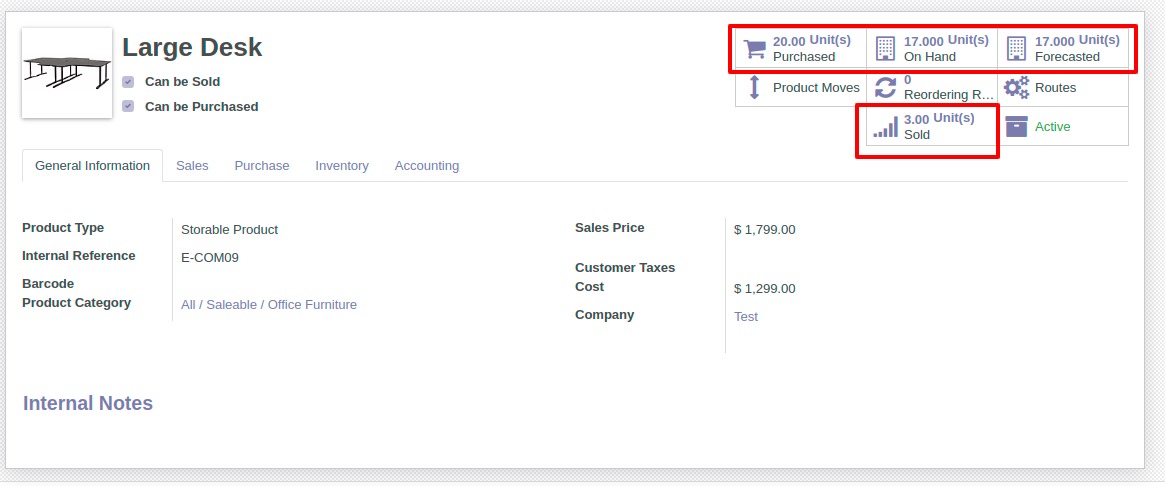 Large Desk
Can be Sold
Can be Purchased
20.00 Unit(s)
Purchased
17.000 Unit(s)
On Hand
17.000 Unit(s)
Forecasted
Product Moves
0
Reordering R...
Routes
3.00 Unit(s)
Sold
Active
General Information
Sales
Purchase
Inventory
Accounting
Product Type
Storable Product
Internal Reference
E-COM09
Barcode
Product Category
All / Saleable / Office Furniture
Sales Price
$ 1,799.00
Customer Taxes
Cost
$ 1,299.00
Company
Test
Internal Notes